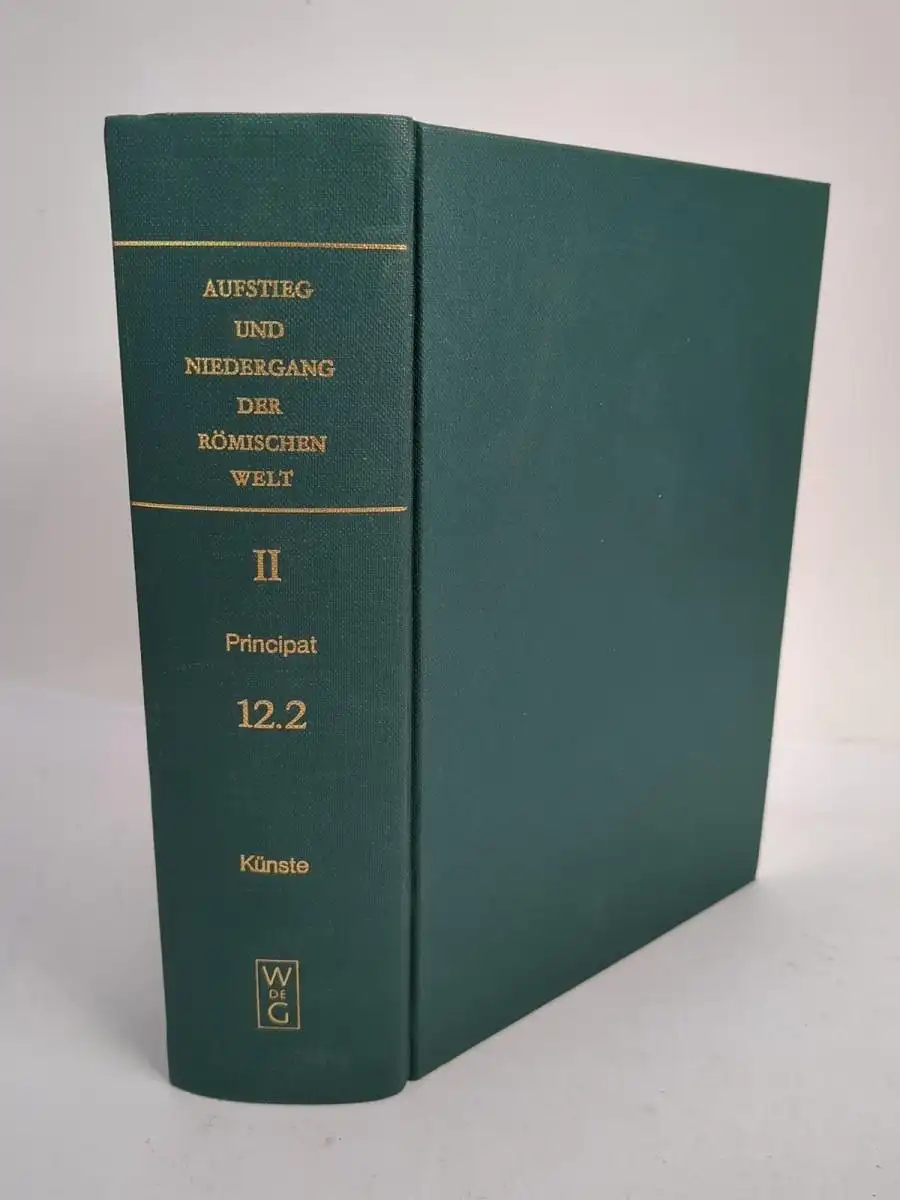 AUFSTIEG
UND
NIEDERGANG
DER
RÖMISCHEN
WELT
II
Principat
12.2
Künste
W
DE
G